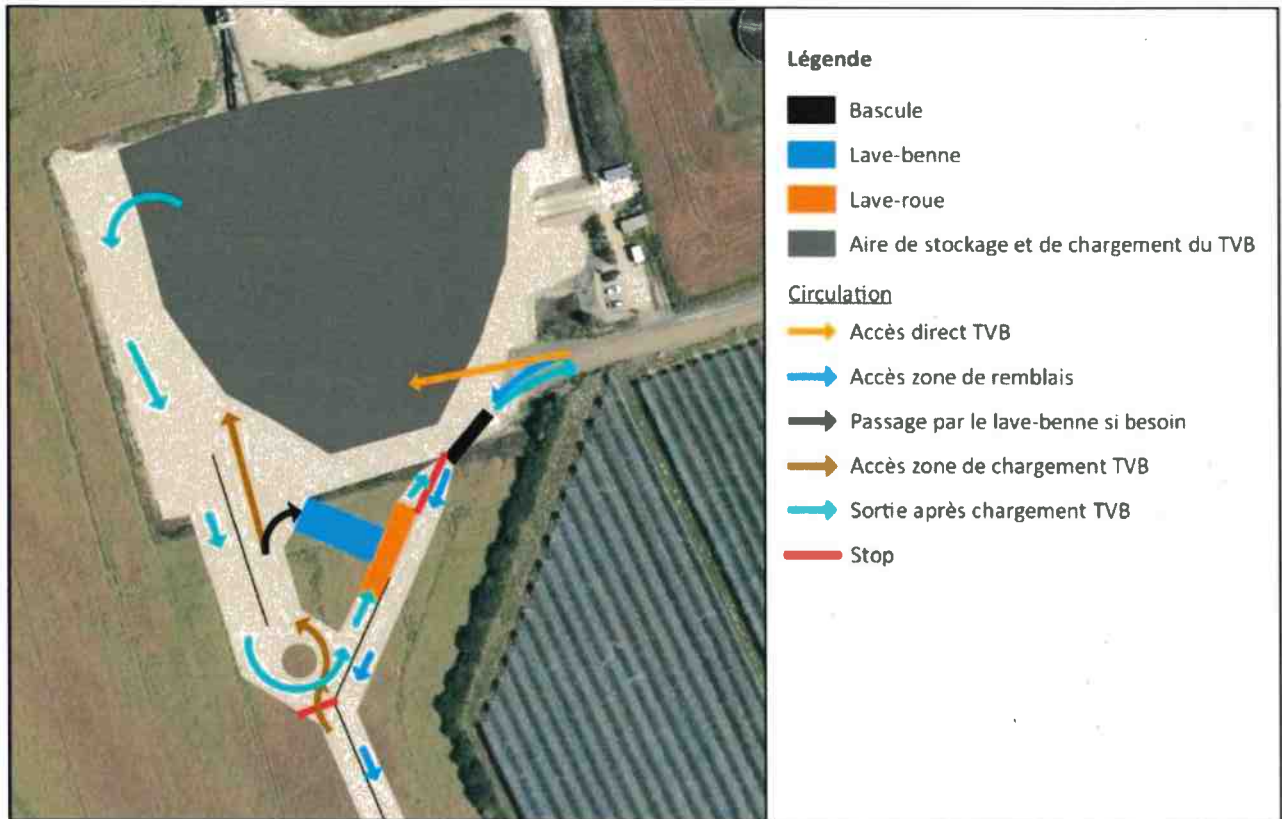 Légende
Bascule
Lave-benne
Lave-roue
Aire de stockage et de chargement du TVB
Circulation
Accès direct TVB
Accès zone de remblais
Passage par le lave-benne si besoin
Accès zone de chargement TVB
Sortie après chargement TVB
Stop